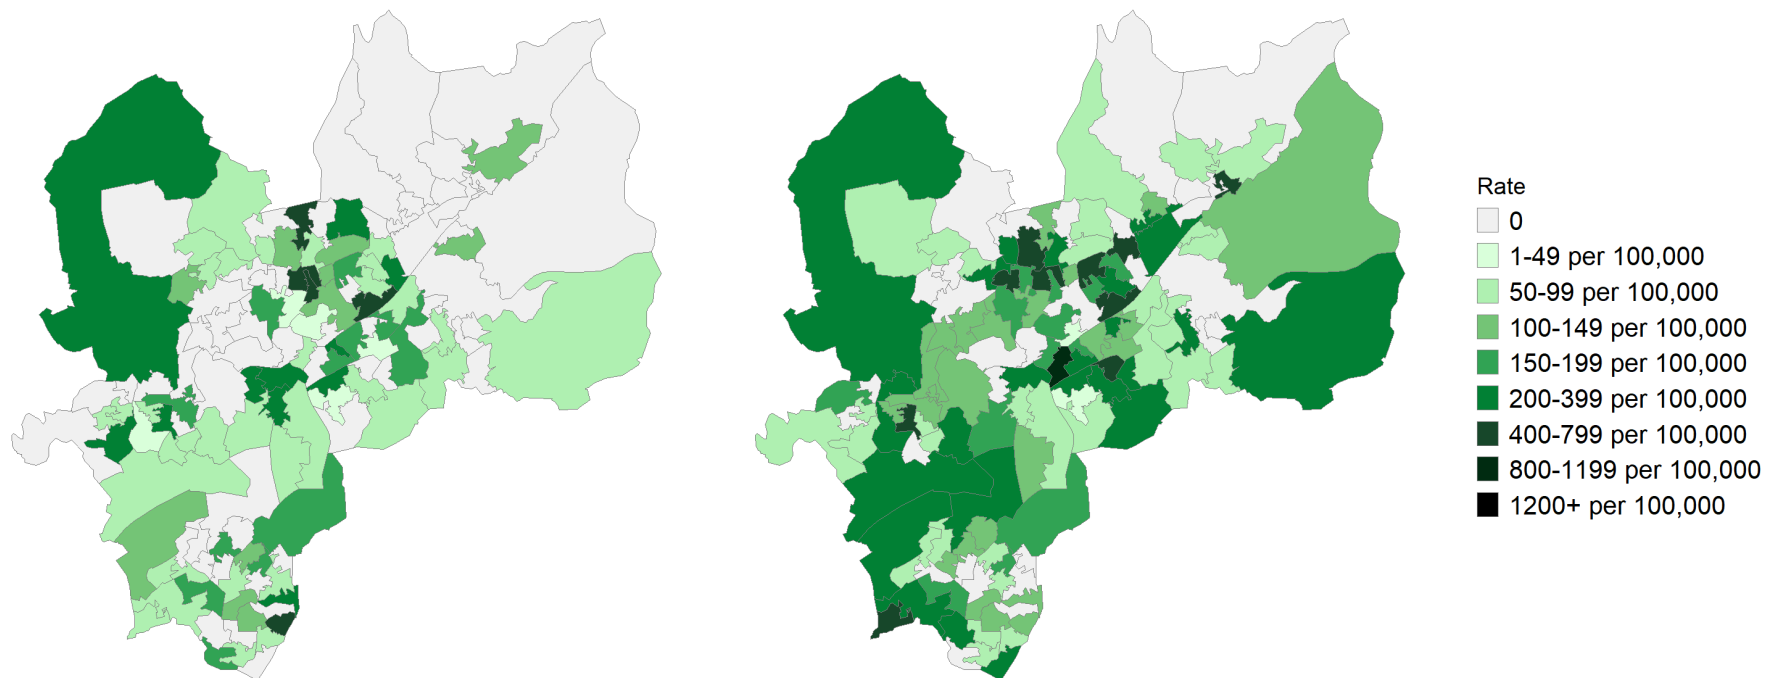 Rate
0
1-49 per 100,000
50-99 per 100,000
100-149 per 100,000
150-199 per 100,000
200-399 per 100,000
400-799 per 100,000
800-1199 per 100,000
1200+ per 100,000